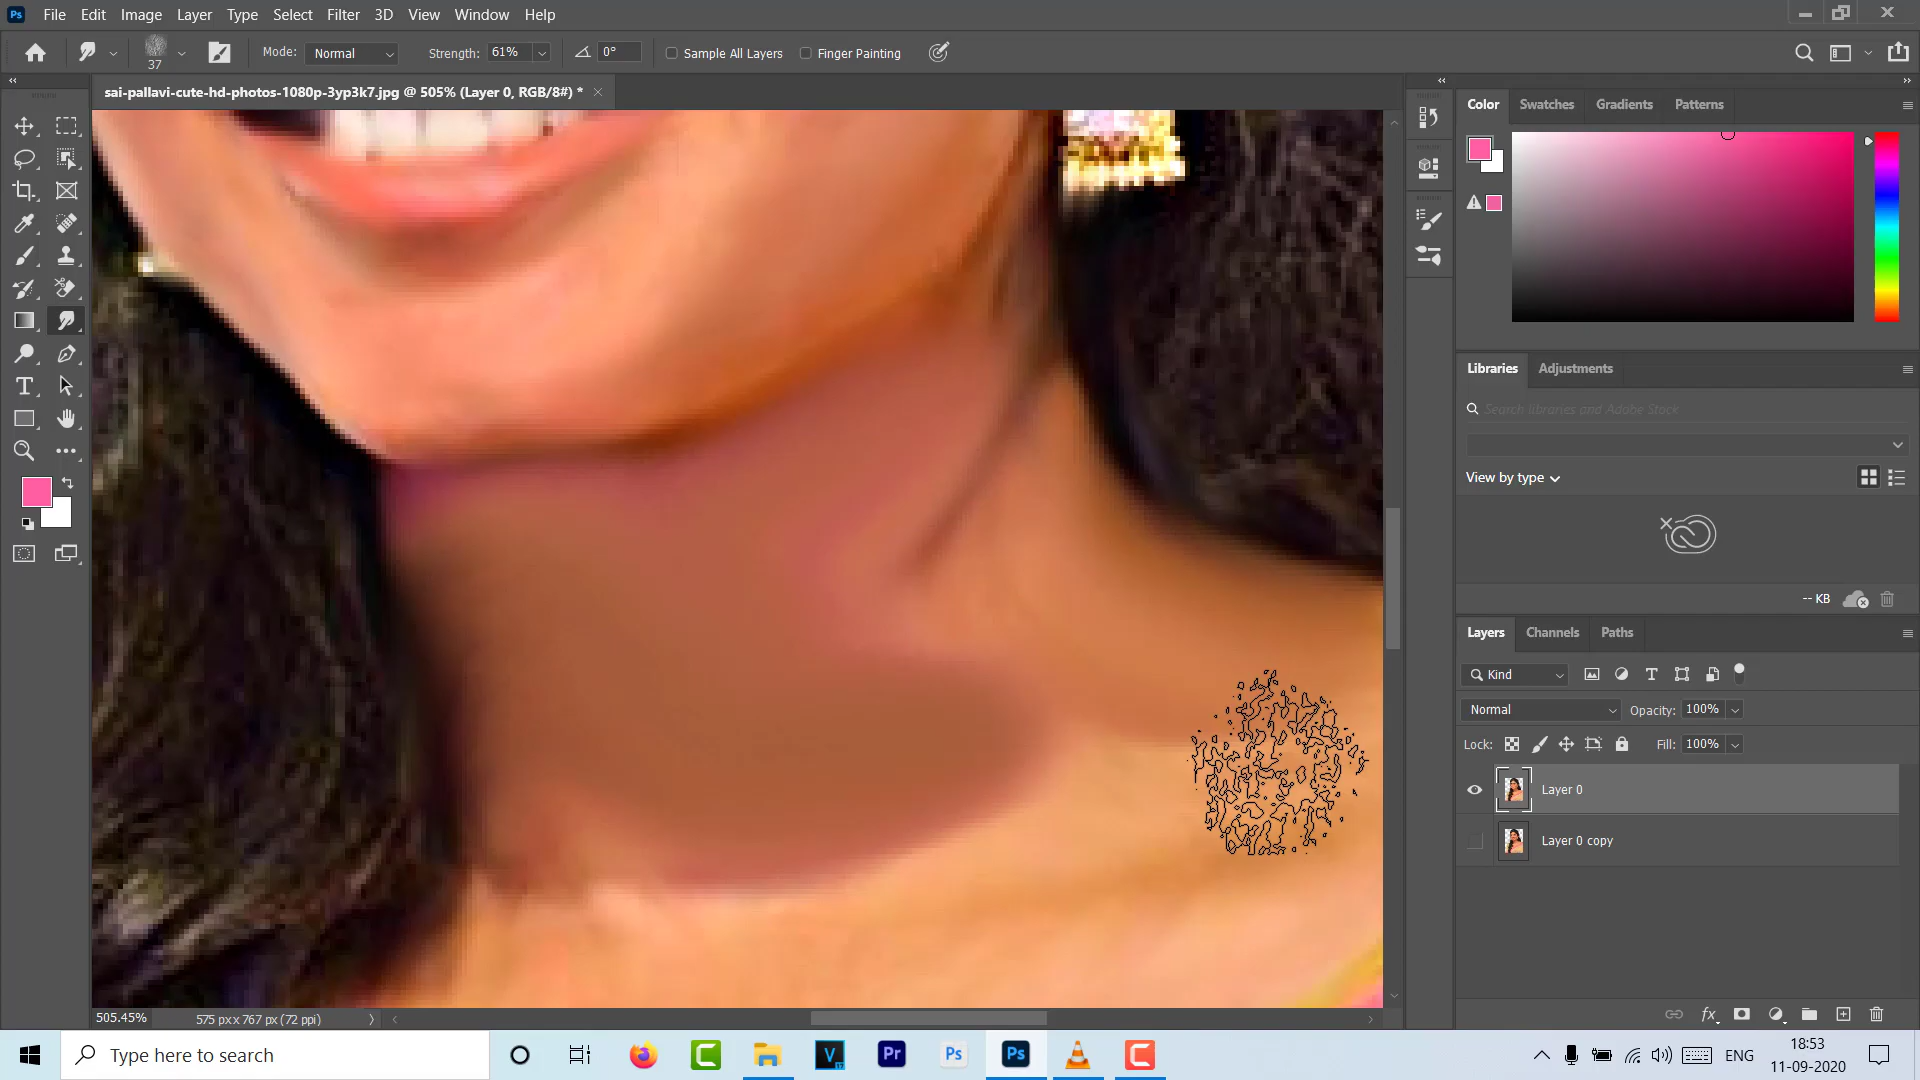 Ps File Edit Image Layer Type Select Filter 3D View Window Help
37 Mode: Normal Strength: 61% 0° Sample All Layers Finger Painting
sai-pallavi-cute-hd-photos-1080p-3yp3k7.jpg @ 505% (Layer 0, RGB/8#) *
Color Swatches Gradients Patterns
Libraries Adjustments
Search libraries and Adobe Stock
View by type
-- KB
Layers Channels Paths
Kind
Normal Opacity: 100%
Lock: Fill: 100%
Layer 0
Layer 0 copy
fx
505.45% 575 px x 767 px (72 ppi)
Type here to search
V Pr Ps Ps
ENG
18:53
11-09-2020